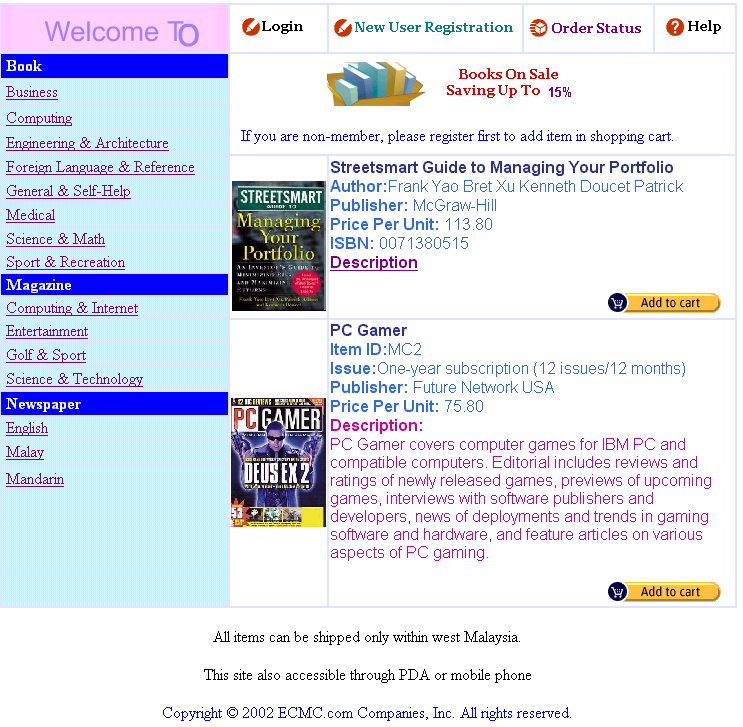 Welcome TO
Login
New User Registration
Order Status
Help
Book
Business
Computing
Engineering & Architecture
Foreign Language & Reference
General & Self-Help
Medical
Science & Math
Sport & Recreation
Magazine
Computing & Internet
Entertainment
Golf & Sport
Science & Technology
Newspaper
English
Malay
Mandarin
Books On Sale
Saving Up To 15%
If you are non-member, please register first to add item in shopping cart.
STREETSMART
GUIDE TO
Managing
Your
Portfolio
AN INVESTOR'S GUIDE TO
MINIMIZING RISK
AND MAXIMIZING
RETURNS
Streetsmart Guide to Managing Your Portfolio
Author:Frank Yao Bret Xu Kenneth Doucet Patrick
Publisher: McGraw-Hill
Price Per Unit: 113.80
ISBN: 0071380515
Description
Add to cart
PC GAMER
DEUS EX 2
PC Gamer
Item ID:MC2
Issue:One-year subscription (12 issues/12 months)
Publisher: Future Network USA
Price Per Unit: 75.80
Description:
PC Gamer covers computer games for IBM PC and
compatible computers. Editorial includes reviews and
ratings of newly released games, previews of upcoming
games, interviews with software publishers and
developers, news of deployments and trends in gaming
software and hardware, and feature articles on various
aspects of PC gaming.
Add to cart
All items can be shipped only within west Malaysia.
This site also accessible through PDA or mobile phone
Copyright © 2002 ECMC.com Companies, Inc. All rights reserved.